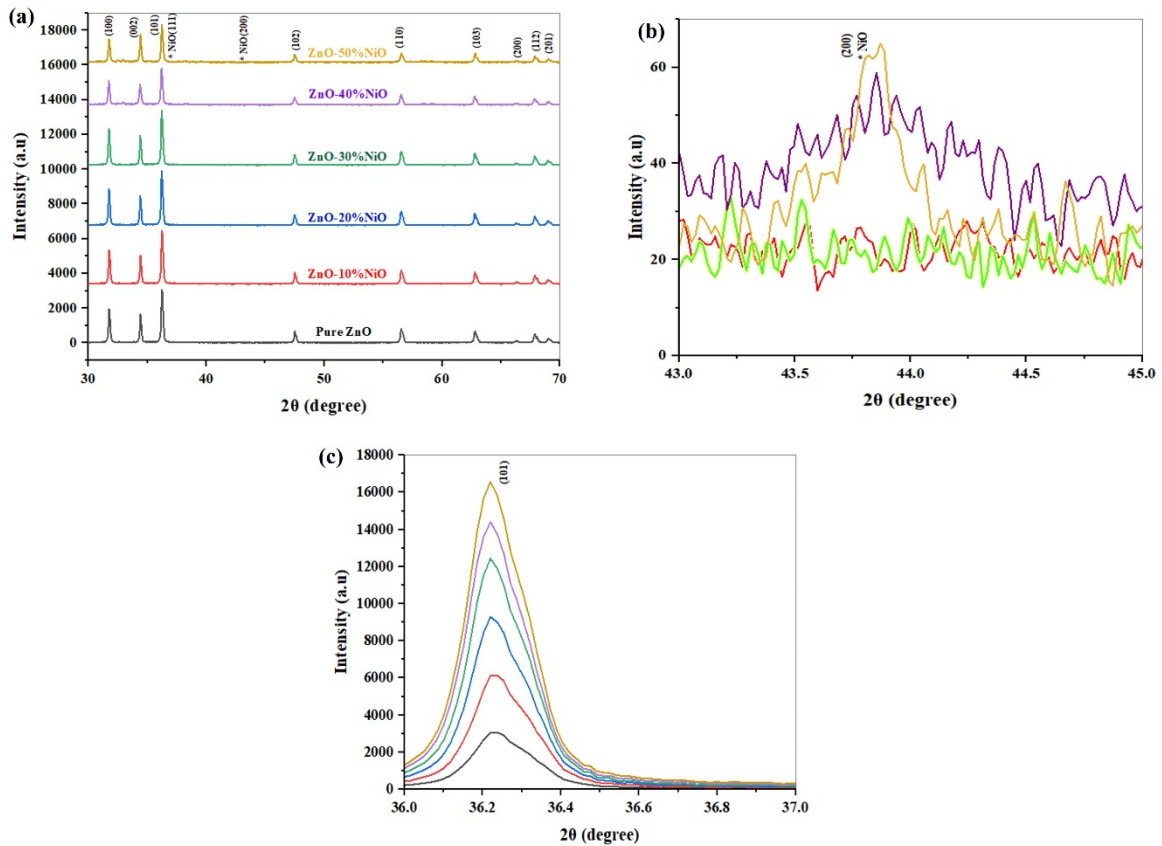 (a)
18000
16000
14000
12000
10000
8000
6000
4000
2000
0
Intensity (a.u)
(100)
(002)
(101)
* NiO(111)
* NiO(200)
(102)
(110)
(103)
(200)
(112)
(201)
ZnO-50%NiO
ZnO-40%NiO
ZnO-30%NiO
ZnO-20%NiO
ZnO-10%NiO
Pure ZnO
30 40 50 60 70
2θ (degree)
(b)
60
40
20
0
Intensity (a.u)
(200)
* NiO
43.0 43.5 44.0 44.5 45.0
2θ (degree)
(c)
18000
16000
14000
12000
10000
8000
6000
4000
2000
0
Intensity (a.u)
(101)
36.0 36.2 36.4 36.6 36.8 37.0
2θ (degree)